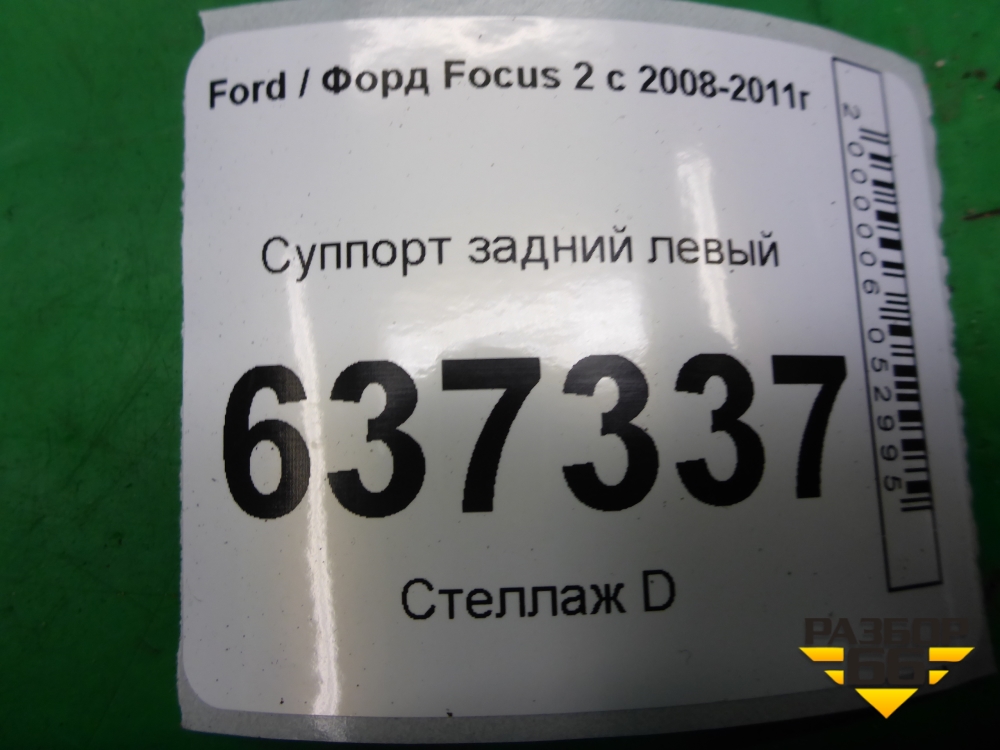 Ford / Форд Focus 2 с 2008-2011г
Суппорт задний левый
637337
Стеллаж D
2000006052995
РАЗБОР
66